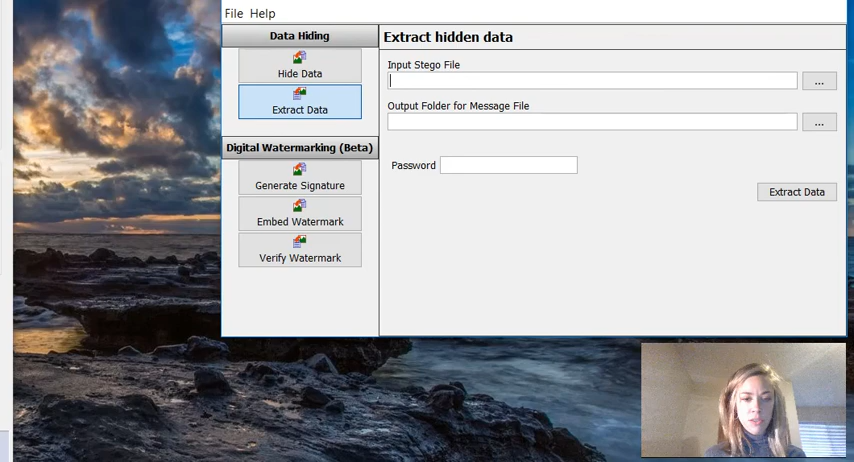 File Help
Data Hiding
Hide Data
Extract Data
Digital Watermarking (Beta)
Generate Signature
Embed Watermark
Verify Watermark
Extract hidden data
Input Stego File
...
Output Folder for Message File
...
Password
Extract Data